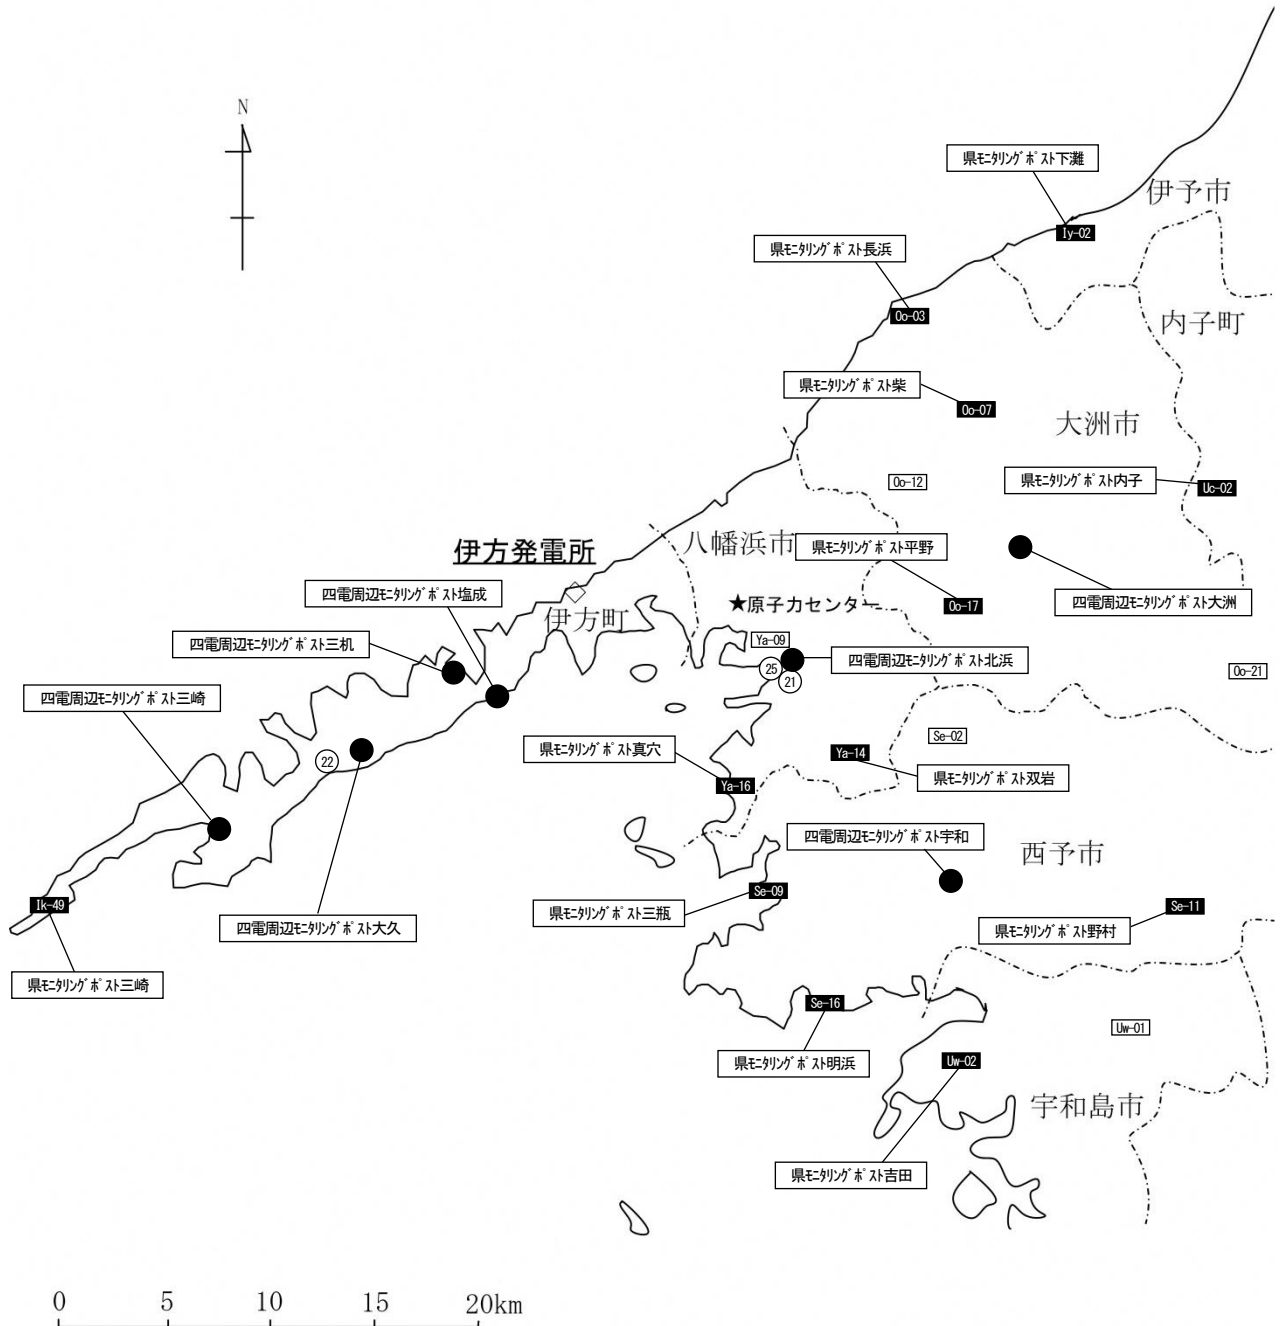 N
県ﾓﾆﾀﾘﾝｸﾞﾎﾟｽﾄ下灘
伊予市
Iy-02
県ﾓﾆﾀﾘﾝｸﾞﾎﾟｽﾄ長浜
Oo-03
内子町
県ﾓﾆﾀﾘﾝｸﾞﾎﾟｽﾄ柴
Oo-07
大洲市
Oo-12
県ﾓﾆﾀﾘﾝｸﾞﾎﾟｽﾄ内子
Uc-02
伊方発電所
八幡浜市
県ﾓﾆﾀﾘﾝｸﾞﾎﾟｽﾄ平野
四電周辺ﾓﾆﾀﾘﾝｸﾞﾎﾟｽﾄ塩成
伊方町
★原子力センター
Oo-17
四電周辺ﾓﾆﾀﾘﾝｸﾞﾎﾟｽﾄ大洲
四電周辺ﾓﾆﾀﾘﾝｸﾞﾎﾟｽﾄ三机
Ya-09
四電周辺ﾓﾆﾀﾘﾝｸﾞﾎﾟｽﾄ北浜
25
21
Oo-21
四電周辺ﾓﾆﾀﾘﾝｸﾞﾎﾟｽﾄ三崎
22
県ﾓﾆﾀﾘﾝｸﾞﾎﾟｽﾄ真穴
Se-02
Ya-14
県ﾓﾆﾀﾘﾝｸﾞﾎﾟｽﾄ双岩
Ya-16
四電周辺ﾓﾆﾀﾘﾝｸﾞﾎﾟｽﾄ宇和
西予市
Ik-49
四電周辺ﾓﾆﾀﾘﾝｸﾞﾎﾟｽﾄ大久
県ﾓﾆﾀﾘﾝｸﾞﾎﾟｽﾄ三瓶
Se-09
Se-11
県ﾓﾆﾀﾘﾝｸﾞﾎﾟｽﾄ野村
県ﾓﾆﾀﾘﾝｸﾞﾎﾟｽﾄ三崎
Se-16
Uw-01
県ﾓﾆﾀﾘﾝｸﾞﾎﾟｽﾄ明浜
Uw-02
宇和島市
県ﾓﾆﾀﾘﾝｸﾞﾎﾟｽﾄ吉田
0 5 10 15 20km